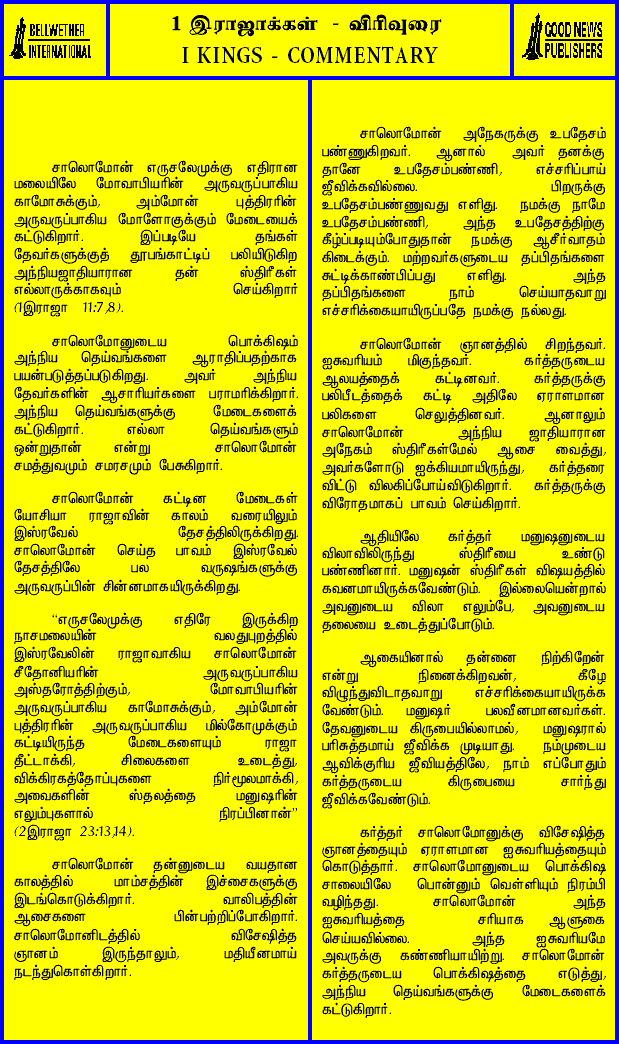 BELLWETHER
INTERNATIONAL
1 இராஜாக்கள் - விரிவுரை
I KINGS - COMMENTARY
GOOD NEWS
PUBLISHERS
சாலொமோன் எருசலேமுக்கு எதிரான
மலையிலே மோவாபியரின் அருவருப்பாகிய
காமோசுக்கும், அம்மோன் புத்திரரின்
அருவருப்பாகிய மோளோகுக்கும் மேடையைக்
கட்டுகிறார். இப்படியே தங்கள்
தேவர்களுக்குத் தூபங்காட்டிப் பலியிடுகிற
அந்நியஜாதியாரான தன் ஸ்திரீகள்
எல்லாருக்காகவும் செய்கிறார்
(1இராஜா 11:7,8).
சாலொமோனுடைய பொக்கிஷம்
அந்நிய தெய்வங்களை ஆராதிப்பதற்காக
பயன்படுத்தப்படுகிறது. அவர் அந்நிய
தேவர்களின் ஆசாரியர்களை பராமரிக்கிறார்.
அந்நிய தெய்வங்களுக்கு மேடைகளைக்
கட்டுகிறார். எல்லா தெய்வங்களும்
ஒன்றுதான் என்று சாலொமோன்
சமத்துவமும் சமரசமும் பேசுகிறார்.
சாலொமோன் கட்டின மேடைகள்
யோசியா ராஜாவின் காலம் வரையிலும்
இஸ்ரவேல் தேசத்திலிருக்கிறது.
சாலொமோன் செய்த பாவம் இஸ்ரவேல்
தேசத்திலே பல வருஷங்களுக்கு
அருவருப்பின் சின்னமாகயிருக்கிறது.
“எருசலேமுக்கு எதிரே இருக்கிற
நாசமலையின் வலதுபுறத்தில்
இஸ்ரவேலின் ராஜாவாகிய சாலொமோன்
சீதோனியரின் அருவருப்பாகிய
அஸ்தரோத்திற்கும், மோவாபியரின்
அருவருப்பாகிய காமோசுக்கும், அம்மோன்
புத்திரரின் அருவருப்பாகிய மில்கோமுக்கும்
கட்டியிருந்த மேடைகளையும் ராஜா
தீட்டாக்கி, சிலைகளை உடைத்து,
விக்கிரகத்தோப்புகளை நிர்மூலமாக்கி,
அவைகளின் ஸ்தலத்தை மனுஷரின்
எலும்புகளால் நிரப்பினான்”
(2இராஜா 23:13,14).
சாலொமோன் தன்னுடைய வயதான
காலத்தில் மாம்சத்தின் இச்சைகளுக்கு
இடங்கொடுக்கிறார். வாலிபத்தின்
ஆசைகளை பின்பற்றிப்போகிறார்.
சாலொமோனிடத்தில் விசேஷித்த
ஞானம் இருந்தாலும், மதியீனமாய்
நடந்துகொள்கிறார்.
சாலொமோன் அநேகருக்கு உபதேசம்
பண்ணுகிறவர். ஆனால் அவர் தனக்கு
தானே உபதேசம்பண்ணி, எச்சரிப்பாய்
ஜீவிக்கவில்லை. பிறருக்கு
உபதேசம்பண்ணுவது எளிது. நமக்கு நாமே
உபதேசம்பண்ணி, அந்த உபதேசத்திற்கு
கீழ்ப்படியும்போதுதான் நமக்கு ஆசீர்வாதம்
கிடைக்கும். மற்றவர்களுடைய தப்பிதங்களை
சுட்டிக்காண்பிப்பது எளிது. அந்த
தப்பிதங்களை நாம் செய்யாதவாறு
எச்சரிக்கையாயிருப்பதே நமக்கு நல்லது.
சாலொமோன் ஞானத்தில் சிறந்தவர்.
ஐசுவரியம் மிகுந்தவர். கர்த்தருடைய
ஆலயத்தைக் கட்டினவர். கர்த்தருக்கு
பலிபீடத்தைக் கட்டி அதிலே ஏராளமான
பலிகளை செலுத்தினவர். ஆனாலும்
சாலொமோன் அந்நிய ஜாதியாரான
அநேகம் ஸ்திரீகள்மேல் ஆசை வைத்து,
அவர்களோடு ஐக்கியமாயிருந்து, கர்த்தரை
விட்டு விலகிப்போய்விடுகிறார். கர்த்தருக்கு
விரோதமாகப் பாவம் செய்கிறார்.
ஆதியிலே கர்த்தர் மனுஷனுடைய
விலாவிலிருந்து ஸ்திரீயை உண்டு
பண்ணினார். மனுஷன் ஸ்திரீகள் விஷயத்தில்
கவனமாயிருக்கவேண்டும். இல்லையென்றால்
அவனுடைய விலா எலும்பே, அவனுடைய
தலையை உடைத்துப்போடும்.
ஆகையினால் தன்னை நிற்கிறேன்
என்று நினைக்கிறவன், கீழே
விழுந்துவிடாதவாறு எச்சரிக்கையாயிருக்க
வேண்டும். மனுஷர் பலவீனமானவர்கள்.
தேவனுடைய கிருபையில்லாமல், மனுஷரால்
பரிசுத்தமாய் ஜீவிக்க முடியாது. நம்முடைய
ஆவிக்குரிய ஜீவியத்திலே, நாம் எப்போதும்
கர்த்தருடைய கிருபையை சார்ந்து
ஜீவிக்கவேண்டும்.
கர்த்தர் சாலொமோனுக்கு விசேஷித்த
ஞானத்தையும் ஏராளமான ஐசுவரியத்தையும்
கொடுத்தார். சாலொமோனுடைய பொக்கிஷ
சாலையிலே பொன்னும் வெள்ளியும் நிரம்பி
வழிந்தது. சாலொமோன் அந்த
ஐசுவரியத்தை சரியாக ஆளுகை
செய்யவில்லை. அந்த ஐசுவரியமே
அவருக்கு கண்ணியாயிற்று. சாலொமோன்
கர்த்தருடைய பொக்கிஷத்தை எடுத்து,
அந்நிய தெய்வங்களுக்கு மேடைகளைக்
கட்டுகிறார்.